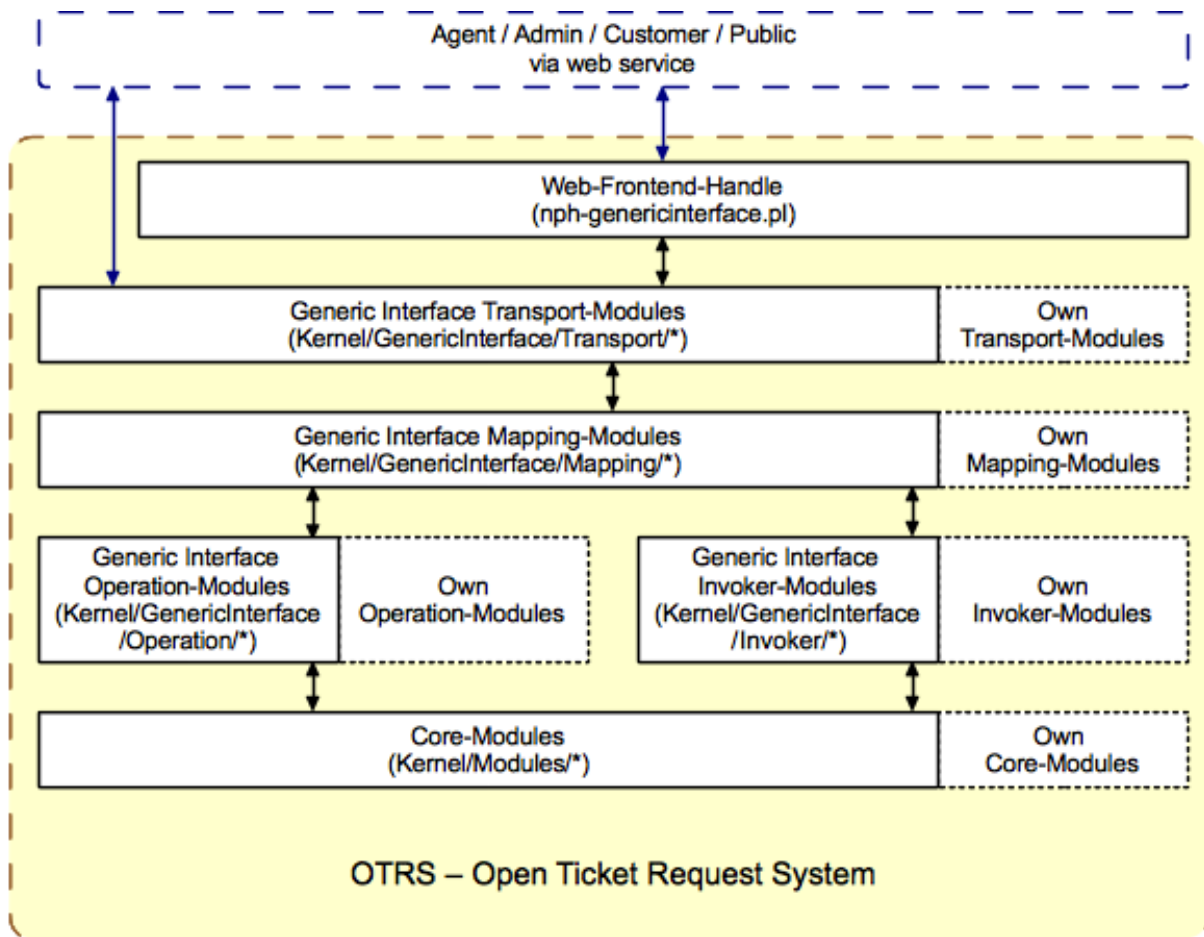 Agent / Admin / Customer / Public
via web service
Web-Frontend-Handle
(nph-genericinterface.pl)
Generic Interface Transport-Modules
(Kernel/GenericInterface/Transport/*)
Own
Transport-Modules
Generic Interface Mapping-Modules
(Kernel/GenericInterface/Mapping/*)
Own
Mapping-Modules
Generic Interface
Operation-Modules
(Kernel/GenericInterface
/Operation/*)
Own
Operation-Modules
Generic Interface
Invoker-Modules
(Kernel/GenericInterface
/Invoker/*)
Own
Invoker-Modules
Core-Modules
(Kernel/Modules/*)
Own
Core-Modules
OTRS – Open Ticket Request System